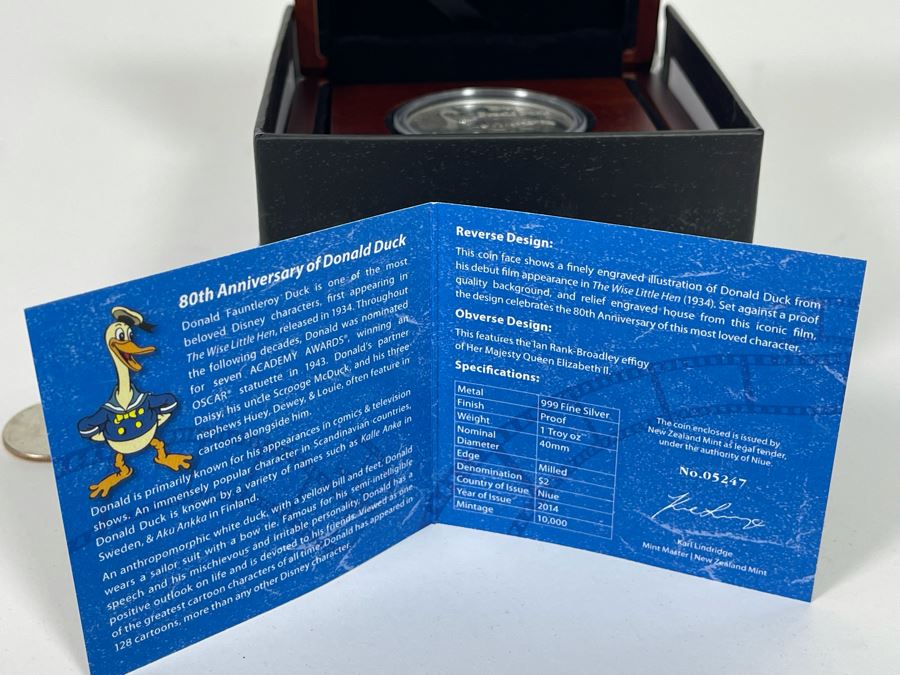 80th Anniversary of Donald Duck
Donald Fauntleroy Duck is one of the most
beloved Disney characters, first appearing in
The Wise Little Hen, released in 1934. Throughout
the following decades, Donald was nominated
for seven ACADEMY AWARDS®, winning an
OSCAR® statuette in 1943. Donald's partner
Daisy, his uncle Scrooge McDuck, and his three
nephews Huey, Dewey, & Louie, often feature in
cartoons alongside him.
Donald is primarily known for his appearances in comics & television
shows. An immensely popular character in Scandinavian countries,
Donald Duck is known by a variety of names such as Kalle Anka in
Sweden, & Aku Ankka in Finland.
An anthropomorphic white duck, with a yellow bill and feet, Donald
wears a sailor suit with a bow tie. Famous for his semi-intelligible
speech and his mischievous and irritable personality, Donald has a
positive outlook on life and is devoted to his friends. Viewed as one
of the greatest cartoon characters of all time, Donald has appeared in
128 cartoons, more than any other Disney character.
Reverse Design:
This coin face shows a finely engraved illustration of Donald Duck from
his debut film appearance in The Wise Little Hen (1934). Set against a proof
quality background, and relief engraved house from this iconic film,
the design celebrates the 80th Anniversary of this most loved character.
Obverse Design:
This features the Ian Rank-Broadley effigy
of Her Majesty Queen Elizabeth II.
Specifications:
Metal 999 Fine Silver
Finish Proof
Weight 1 Troy oz
Nominal
Diameter 40mm
Edge Milled
Denomination $2
Country of Issue Niue
Year of Issue 2014
Mintage 10,000
The coin enclosed is issued by
New Zealand Mint as legal tender,
under the authority of Niue.
No.05247
Karl Lindridge
Mint Master | New Zealand Mint